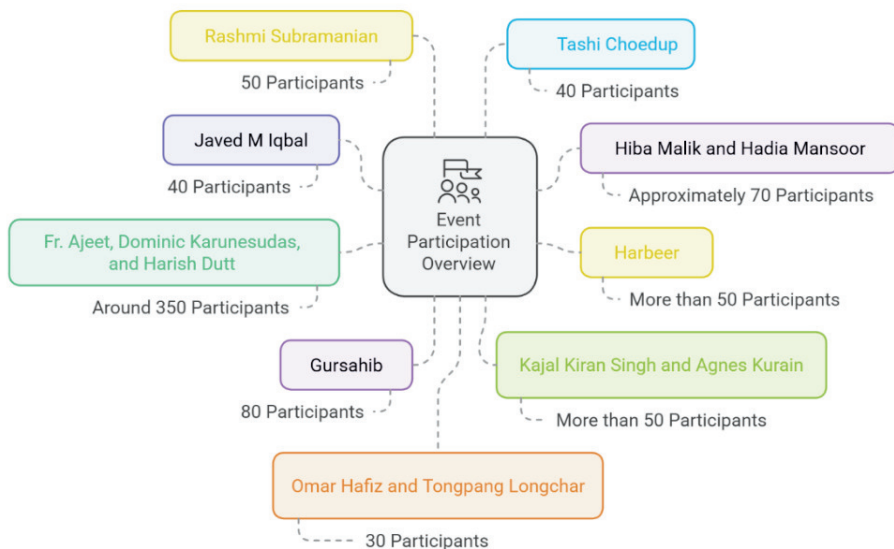 Rashmi Subramanian
50 Participants
Tashi Choedup
40 Participants
Javed M Iqbal
40 Participants
Hiba Malik and Hadia Mansoor
Approximately 70 Participants
Event
Participation
Overview
Fr. Ajeet, Dominic Karunesudas,
and Harish Dutt
Around 350 Participants
Harbeer
More than 50 Participants
Gursahib
80 Participants
Kajal Kiran Singh and Agnes Kurain
More than 50 Participants
Omar Hafiz and Tongpang Longchar
30 Participants